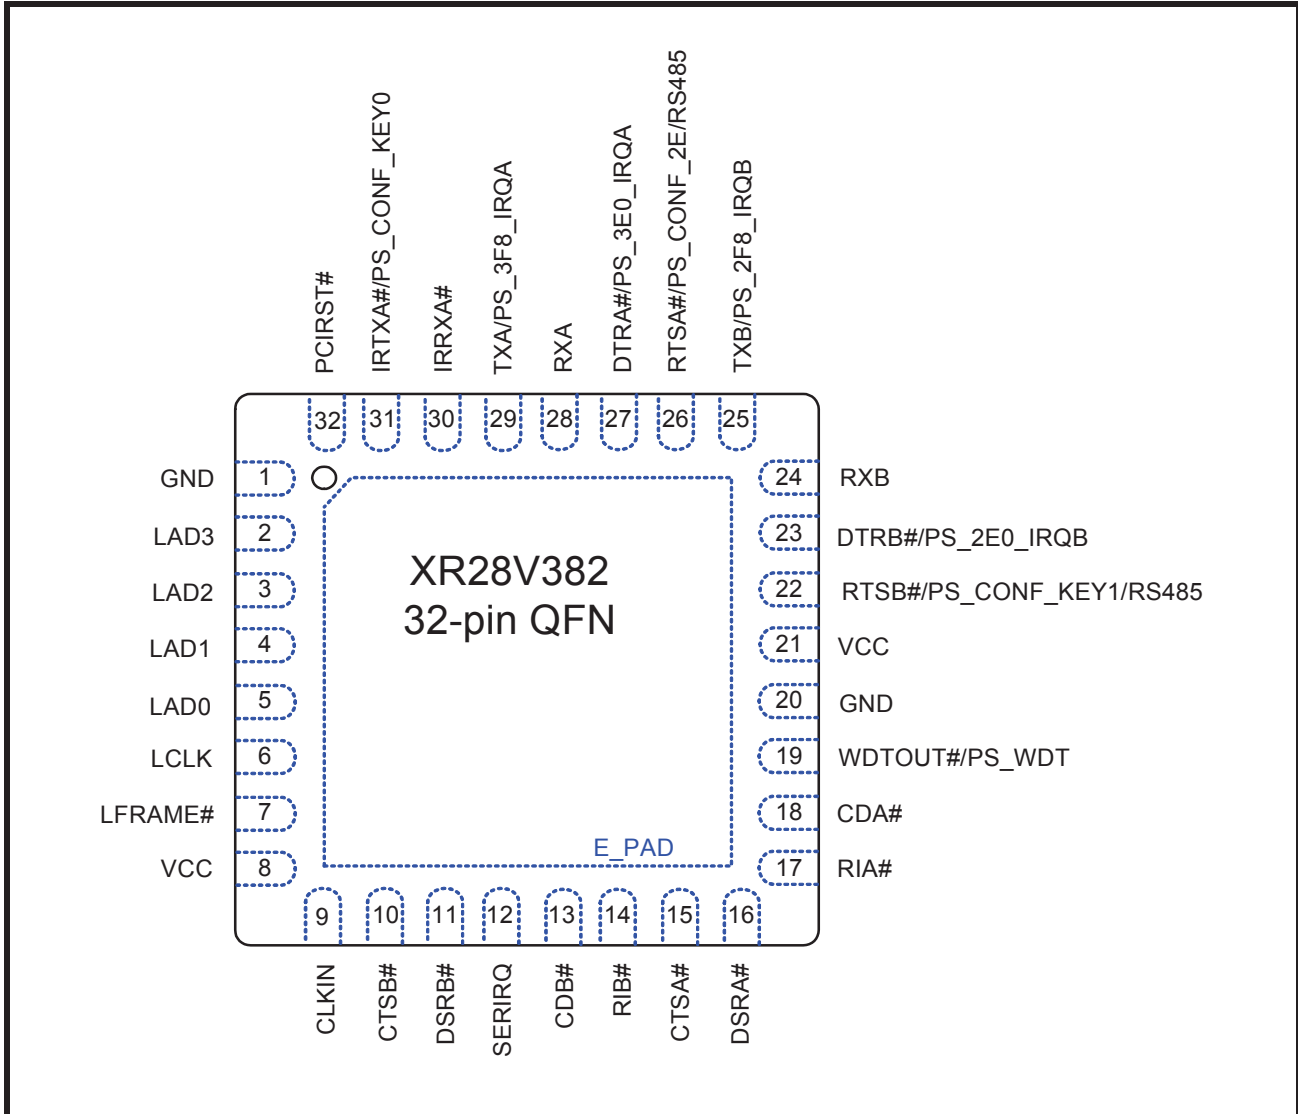 PCIRST#
IRTXA#/PS_CONF_KEY0
IRRXA#
TXA/PS_3F8_IRQA
RXA
DTRA#/PS_3E0_IRQA
RTSA#/PS_CONF_2E/RS485
TXB/PS_2F8_IRQB
32 31 30 29 28 27 26 25
GND 1
LAD3 2
LAD2 3
LAD1 4
LAD0 5
LCLK 6
LFRAME# 7
VCC 8
XR28V382
32-pin QFN
E_PAD
24 RXB
23 DTRB#/PS_2E0_IRQB
22 RTSB#/PS_CONF_KEY1/RS485
21 VCC
20 GND
19 WDTOUT#/PS_WDT
18 CDA#
17 RIA#
9 10 11 12 13 14 15 16
CLKIN
CTSB#
DSRB#
SERIRQ
CDB#
RIB#
CTSA#
DSRA#